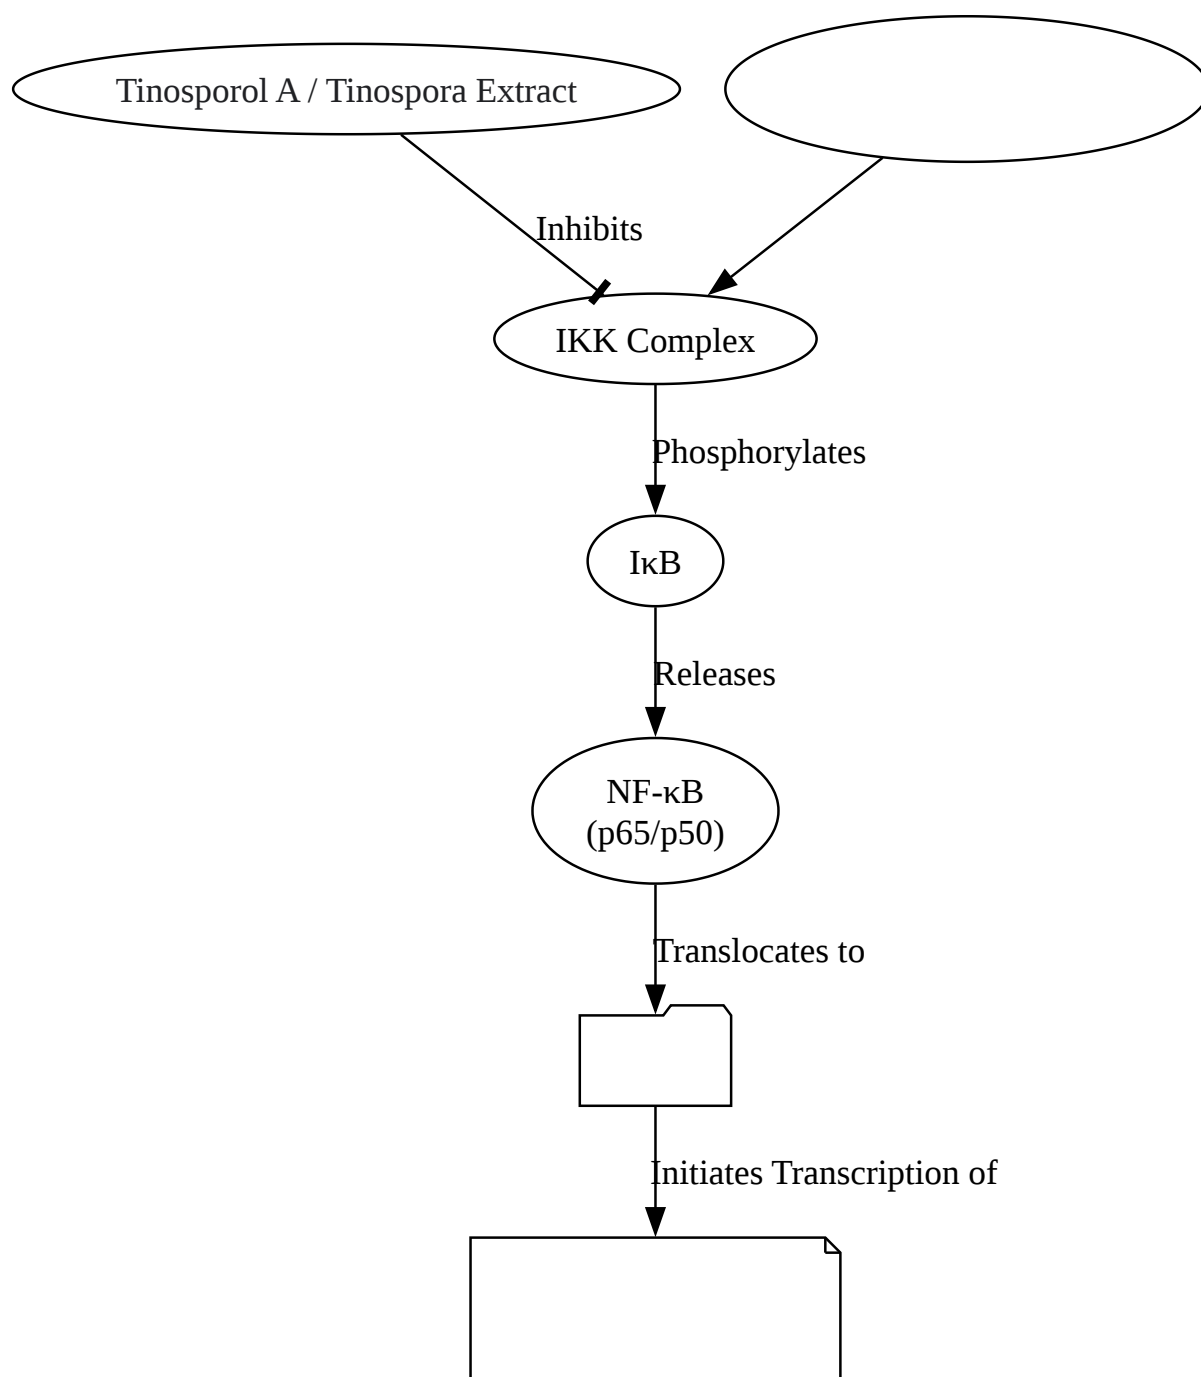 Tinosporol A / Tinospora Extract
Inhibits
IKK Complex
Phosphorylates
IκB
Releases
NF-κB
(p65/p50)
Translocates to
Initiates Transcription of